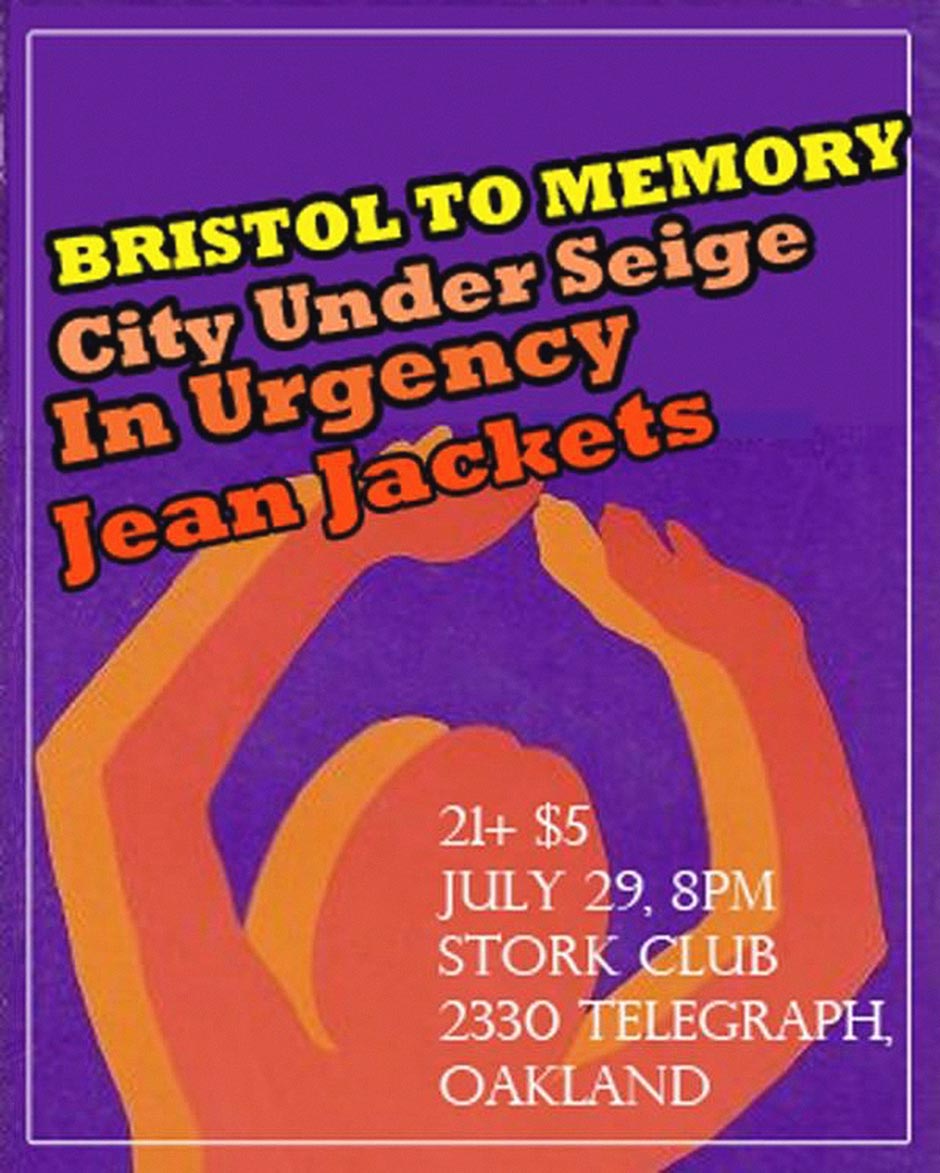 BRISTOL TO MEMORY
City Under Seige
In Urgency
Jean Jackets
21+ $5
JULY 29, 8PM
STORK CLUB
2330 TELEGRAPH,
OAKLAND